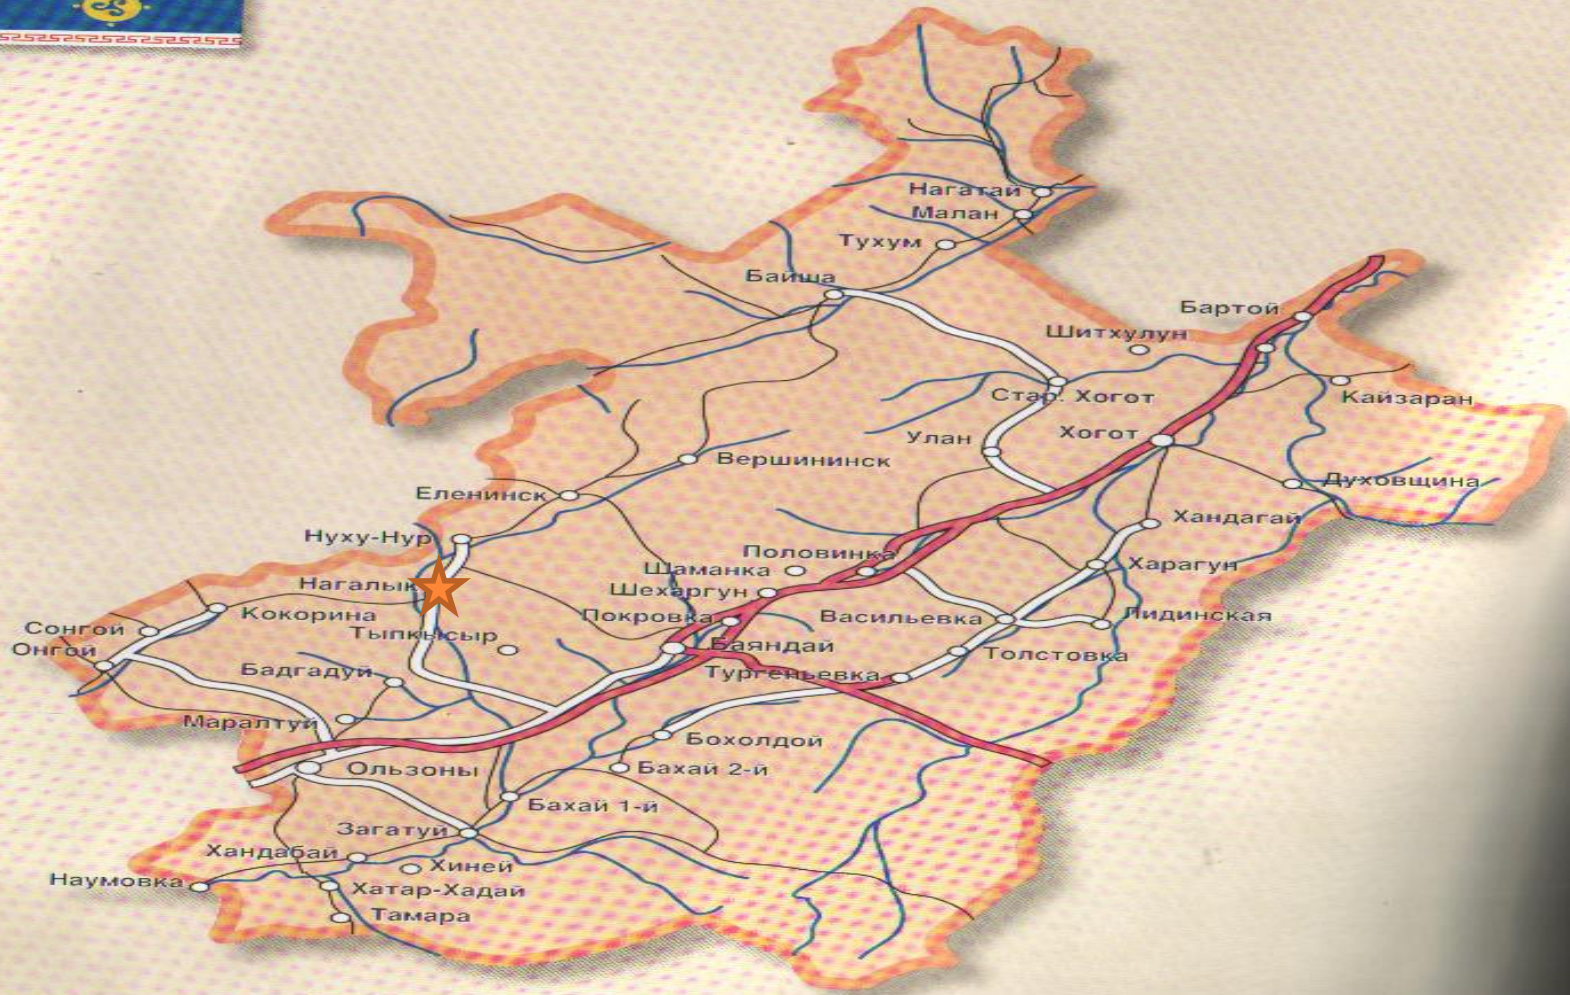 Нагатай
Малан
Тухум
Байша
Бартой
Шитхулун
Стар. Хогот
Кайзаран
Улан
Хогот
Вершининск
Духовщина
Еленинск
Хандагай
Нуху-Нур
Половинка
Шаманка
Харагун
Нагалык
Шехаргун
Кокорина
Покровка
Васильевка
Лидинская
Сонгой
Тыпкысыр
Онгой
Баяндай
Толстовка
Бадгадуй
Тургеньевка
Маралтуй
Бохолдой
Ользоны
Бахай 2-й
Бахай 1-й
Загатуй
Хандабай
Хиней
Наумовка
Хатар-Хадай
Тамара